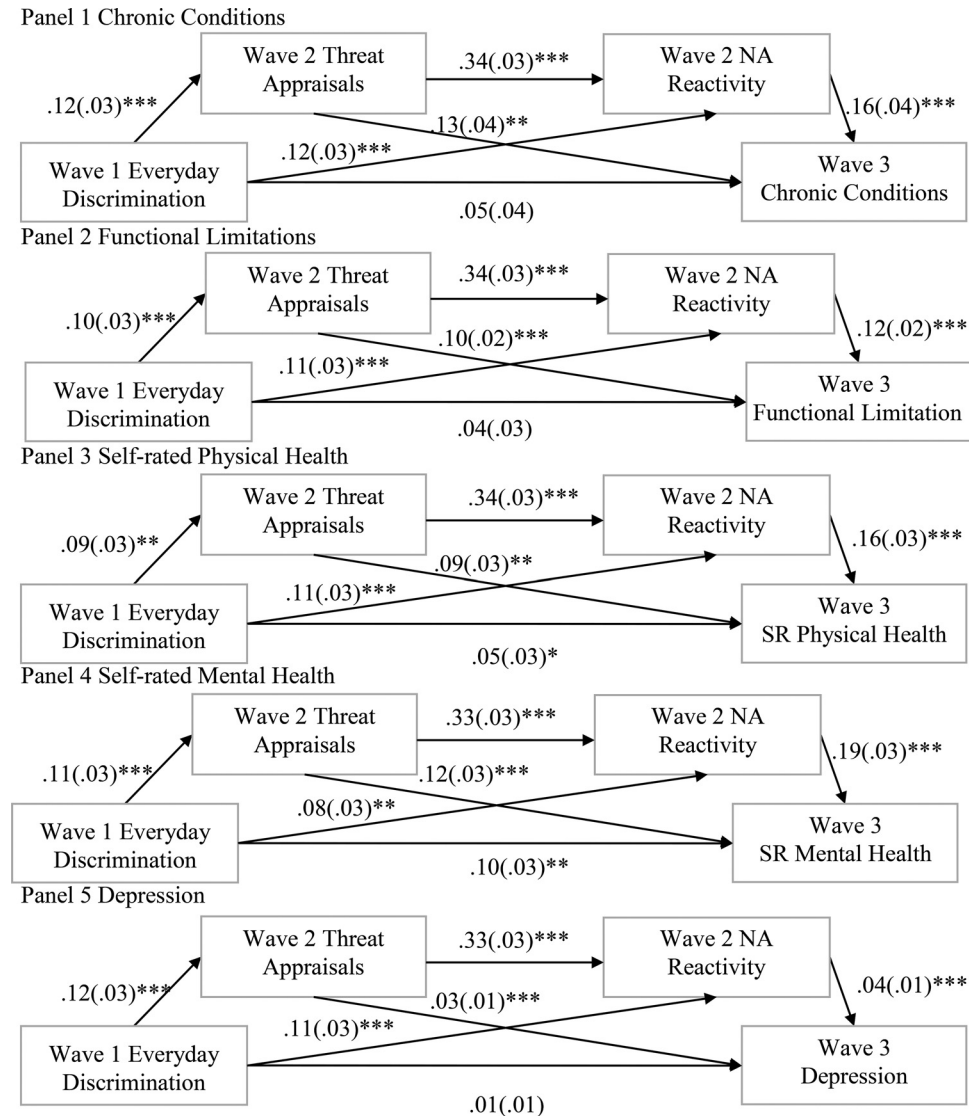 Panel 1 Chronic Conditions
Wave 2 Threat
Appraisals
.34(.03)***
Wave 2 NA
Reactivity
.12(.03)***
.13(.04)**
.16(.04)***
.12(.03)***
Wave 1 Everyday
Discrimination
Wave 3
Chronic Conditions
.05(.04)
Panel 2 Functional Limitations
Wave 2 Threat
Appraisals
.34(.03)***
Wave 2 NA
Reactivity
.10(.03)***
.10(.02)***
.12(.02)***
.11(.03)***
Wave 1 Everyday
Discrimination
Wave 3
Functional Limitation
.04(.03)
Panel 3 Self-rated Physical Health
Wave 2 Threat
Appraisals
.34(.03)***
Wave 2 NA
Reactivity
.09(.03)**
.09(.03)**
.16(.03)***
.11(.03)***
Wave 1 Everyday
Discrimination
Wave 3
SR Physical Health
.05(.03)*
Panel 4 Self-rated Mental Health
Wave 2 Threat
Appraisals
.33(.03)***
Wave 2 NA
Reactivity
.11(.03)***
.12(.03)***
.19(.03)***
.08(.03)**
Wave 1 Everyday
Discrimination
Wave 3
SR Mental Health
.10(.03)**
Panel 5 Depression
Wave 2 Threat
Appraisals
.33(.03)***
Wave 2 NA
Reactivity
.12(.03)***
.03(.01)***
.04(.01)***
.11(.03)***
Wave 1 Everyday
Discrimination
Wave 3
Depression
.01(.01)